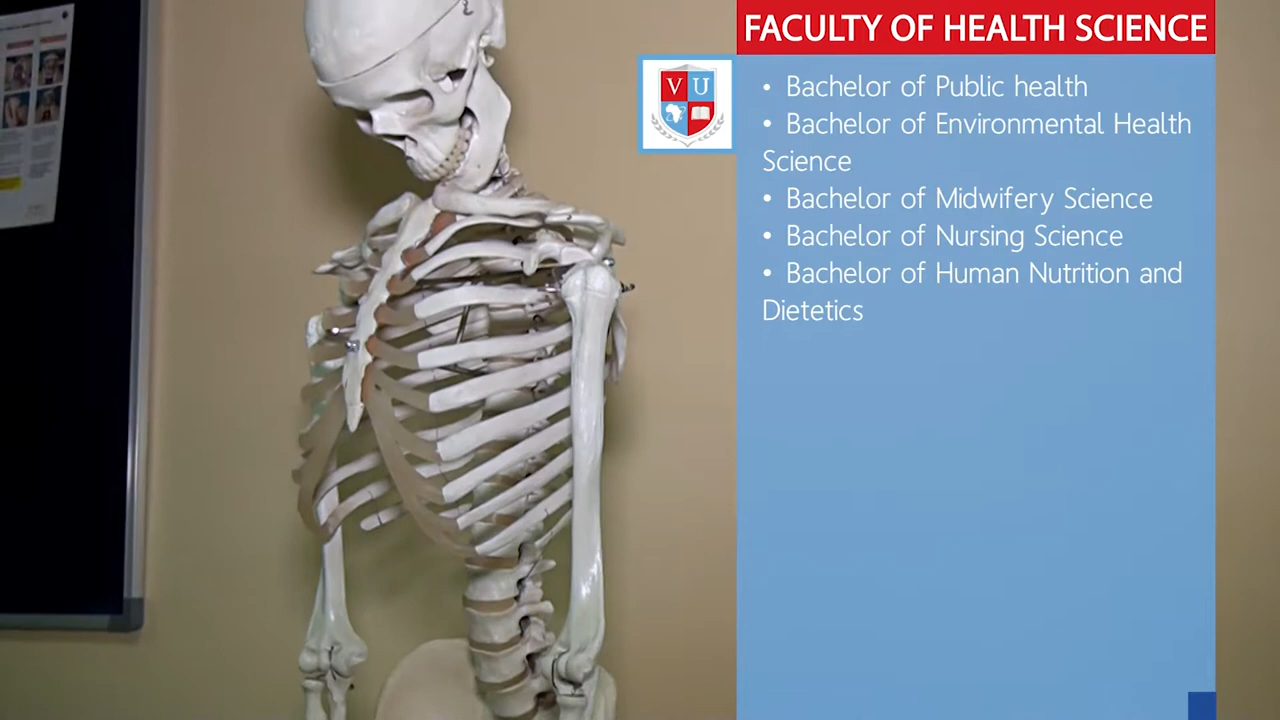 FACULTY OF HEALTH SCIENCE
V U
• Bachelor of Public health
• Bachelor of Environmental Health
Science
• Bachelor of Midwifery Science
• Bachelor of Nursing Science
• Bachelor of Human Nutrition and
Dietetics